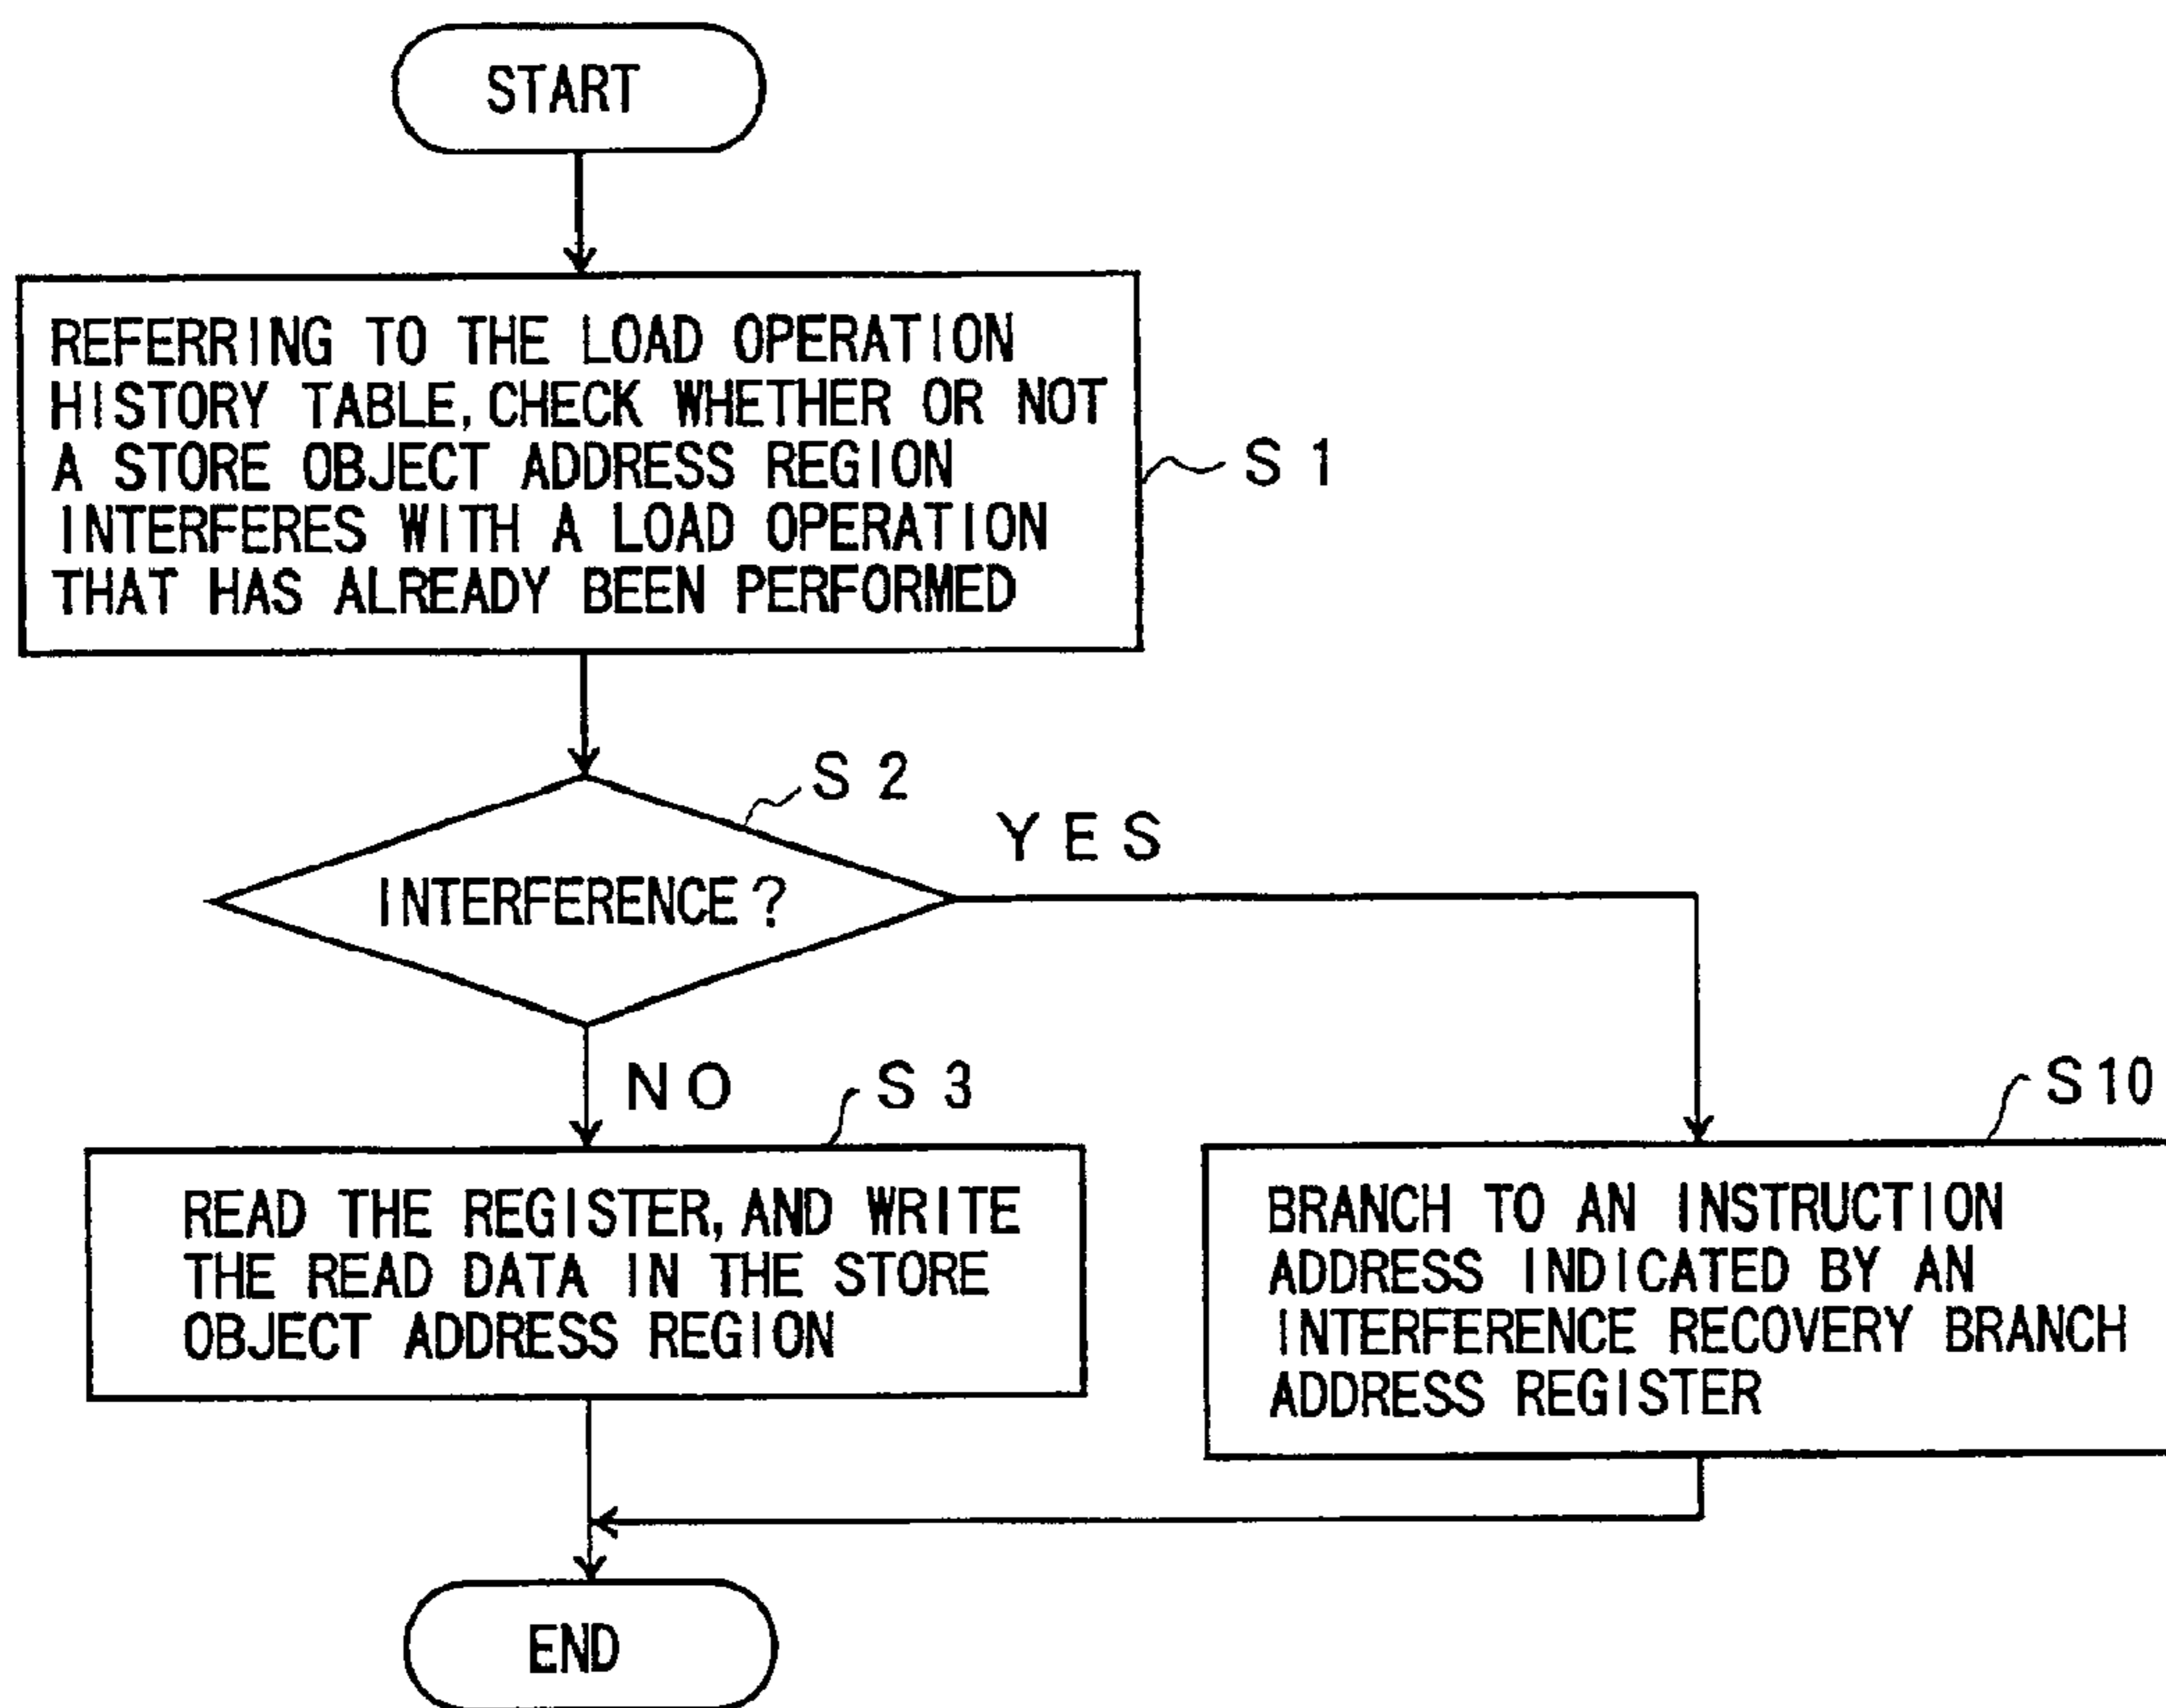 START
REFERRING TO THE LOAD OPERATION
HISTORY TABLE, CHECK WHETHER OR NOT
A STORE OBJECT ADDRESS REGION
INTERFERES WITH A LOAD OPERATION
THAT HAS ALREADY BEEN PERFORMED
S1
S2
INTERFERENCE?
YES
NO
S3
READ THE REGISTER, AND WRITE
THE READ DATA IN THE STORE
OBJECT ADDRESS REGION
S10
BRANCH TO AN INSTRUCTION
ADDRESS INDICATED BY AN
INTERFERENCE RECOVERY BRANCH
ADDRESS REGISTER
END